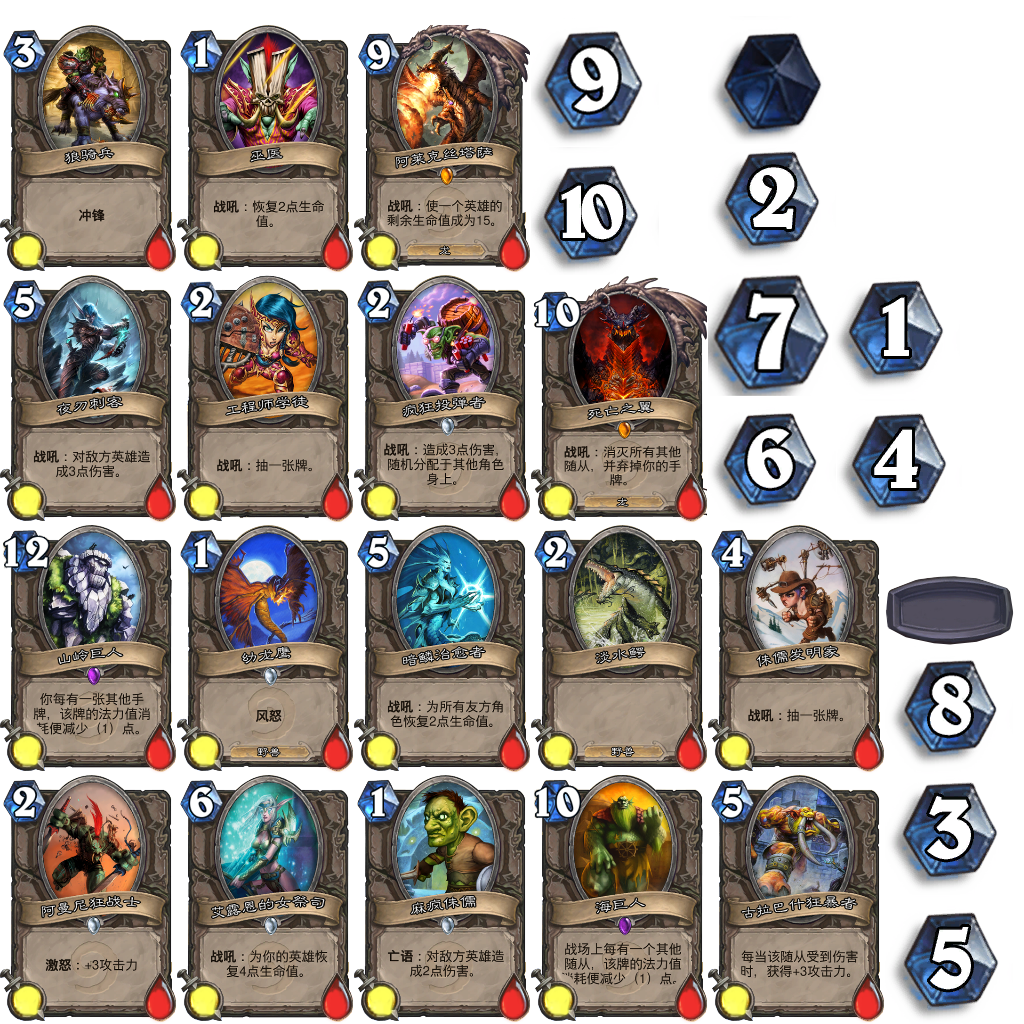 3
狼骑兵
冲锋
1
巫医
战吼：恢复2点生命
值。
9
阿莱克丝塔萨
战吼：使一个英雄的
剩余生命值成为15。
龙
9
10
2
5
夜刃刺客
战吼：对敌方英雄造
成3点伤害。
2
工程师学徒
战吼：抽一张牌。
2
疯狂投弹者
战吼：造成3点伤害，
随机分配于其他角色
身上。
10
死亡之翼
战吼：消灭所有其他
随从，并弃掉你的手
牌。
龙
7
1
6
4
12
山岭巨人
你每有一张其他手
牌，该牌的法力值消
耗便减少（1）点。
1
幼龙鹰
风怒
野兽
5
暗鳞治愈者
战吼：为所有友方角
色恢复2点生命值。
2
淡水鳄
野兽
4
侏儒发明家
战吼：抽一张牌。
8
3
5
2
阿曼尼狂战士
激怒：+3攻击力
6
艾露恩的女祭司
战吼：为你的英雄恢
复4点生命值。
1
麻疯侏儒
亡语：对敌方英雄造
成2点伤害。
10
海巨人
战场上每有一个其他
随从，该牌的法力值
消耗便减少（1）点。
5
古拉巴什狂暴者
每当该随从受到伤害
时，获得+3攻击力。